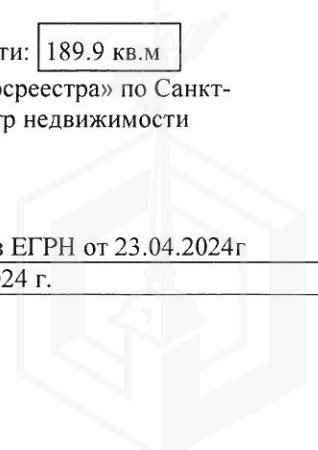 ти: 189.9 кв.м
осреестра» по Санкт-
тр недвижимости
в ЕГРН от 23.04.2024г
24 г.